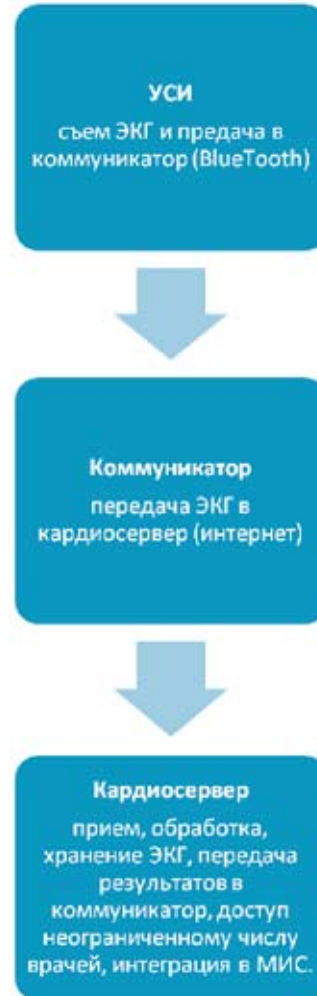 УСИ
съем ЭКГ и предача в
коммуникатор (BlueTooth)
Коммуникатор
передача ЭКГ в
кардиосервер (интернет)
Кардиосервер
прием, обработка,
хранение ЭКГ, передача
результатов в
коммуникатор, доступ
неограниченному числу
врачей, интеграция в МИС.